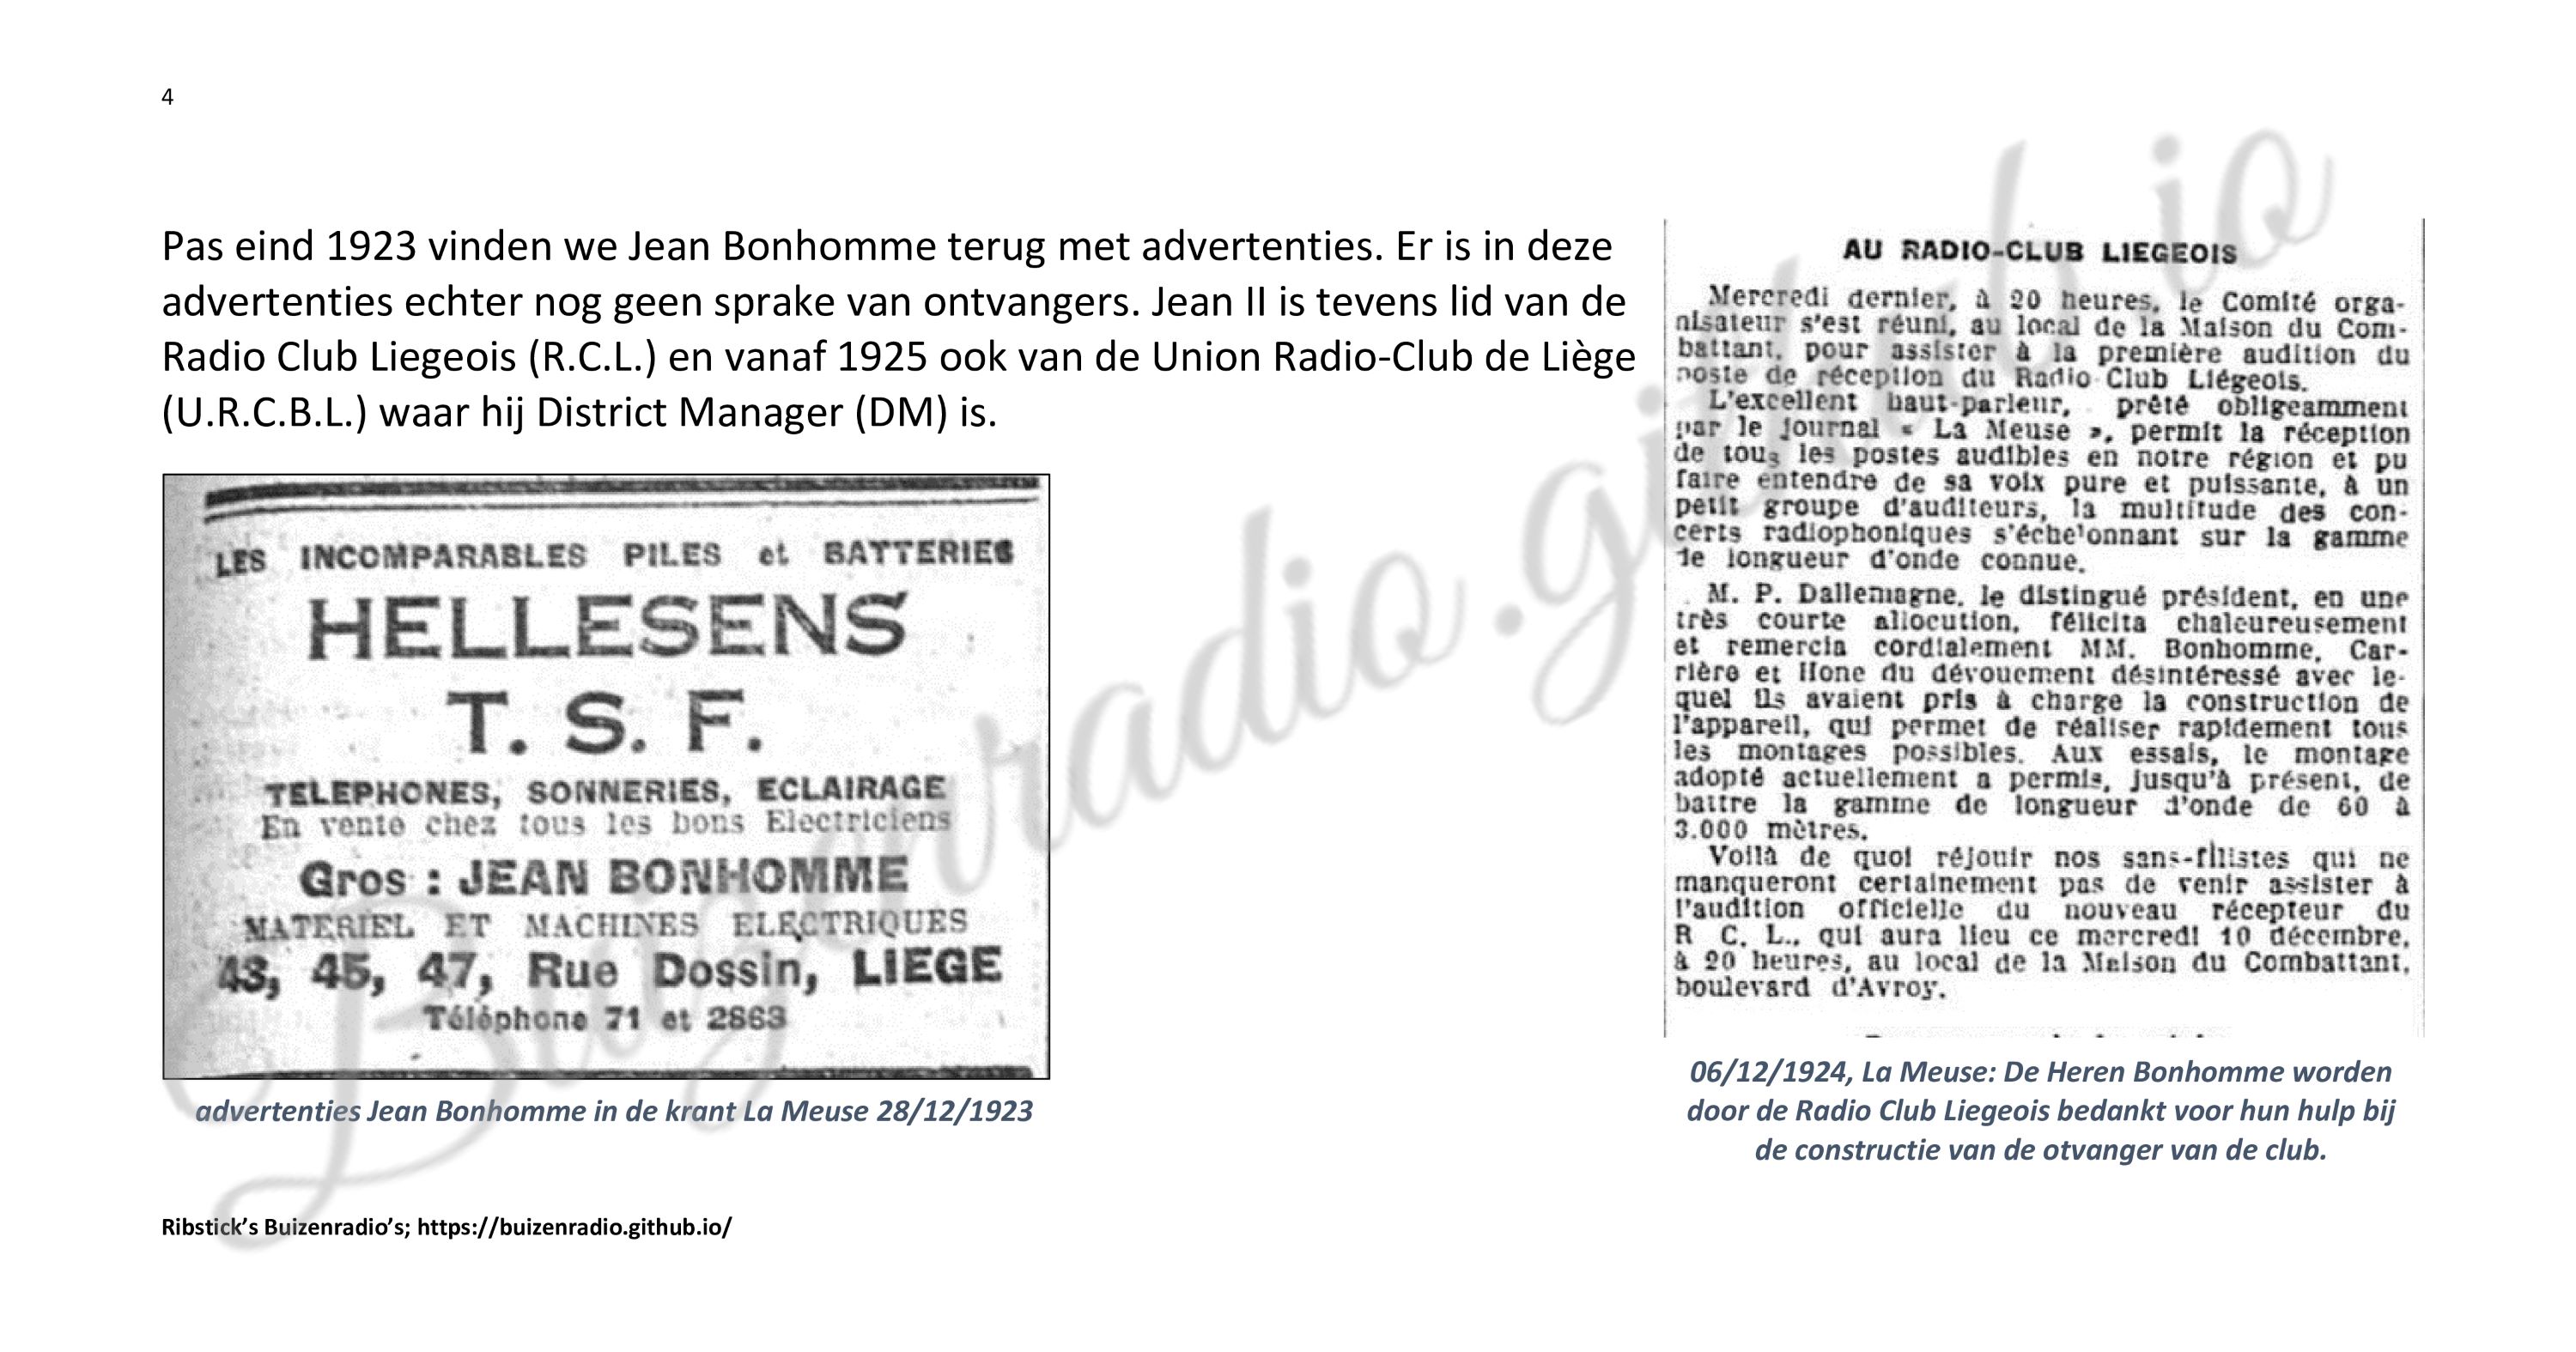 4
Pas eind 1923 vinden we Jean Bonhomme terug met advertenties. Er is in deze
advertenties echter nog geen sprake van ontvangers. Jean II is tevens lid van de
Radio Club Liegeois (R.C.L.) en vanaf 1925 ook van de Union Radio-Club de Liège
(U.R.C.B.L.) waar hij District Manager (DM) is.
LES INCOMPARABLES PILES et BATTERIES
HELLESENS
T. S. F.
TELEPHONES, SONNERIES, ECLAIRAGE
En vente chez tous les bons Electriciens
Gros : JEAN BONHOMME
MATERIEL ET MACHINES ELECTRIQUES
43, 45, 47, Rue Dossin, LIEGE
Téléphone 71 et 2863
advertenties Jean Bonhomme in de krant La Meuse 28/12/1923
AU RADIO-CLUB LIEGEOIS
Mercredi dernier, à 20 heures, le Comité orga-
nisateur s'est réuni, au local de la Maison du Com-
battant, pour assister à la première audition du
poste de réception du Radio Club Liégeois.
L'excellent haut-parleur, prêté obligeamment
par le journal « La Meuse », permit la réception
de tous les postes audibles en notre région et pu
faire entendre de sa voix pure et puissante, à un
petit groupe d'auditeurs, la multitude des con-
certs radiophoniques s'échelonnant sur la gamme
de longueur d'onde connue.
M. P. Dallemagne, le distingué président, en une
très courte allocution, félicita chaleureusement
et remercia cordialement MM. Bonhomme, Car-
rière et Hone du dévouement désintéressé avec le-
quel ils avaient pris à charge la construction de
l'appareil, qui permet de réaliser rapidement tous
les montages possibles. Aux essais, le montage
adopté actuellement a permis, jusqu'à présent, de
battre la gamme de longueur d'onde de 60 à
3.000 mètres.
Voilà de quoi réjouir nos sans-filistes qui ne
manqueront certainement pas de venir assister à
l'audition officielle du nouveau récepteur du
R C. L., qui aura lieu ce mercredi 10 décembre,
à 20 heures, au local de la Maison du Combattant,
boulevard d'Avroy.
06/12/1924, La Meuse: De Heren Bonhomme worden
door de Radio Club Liegeois bedankt voor hun hulp bij
de constructie van de otvanger van de club.
Ribstick's Buizenradio's; https://buizenradio.github.io/
Buizenradio.github.io